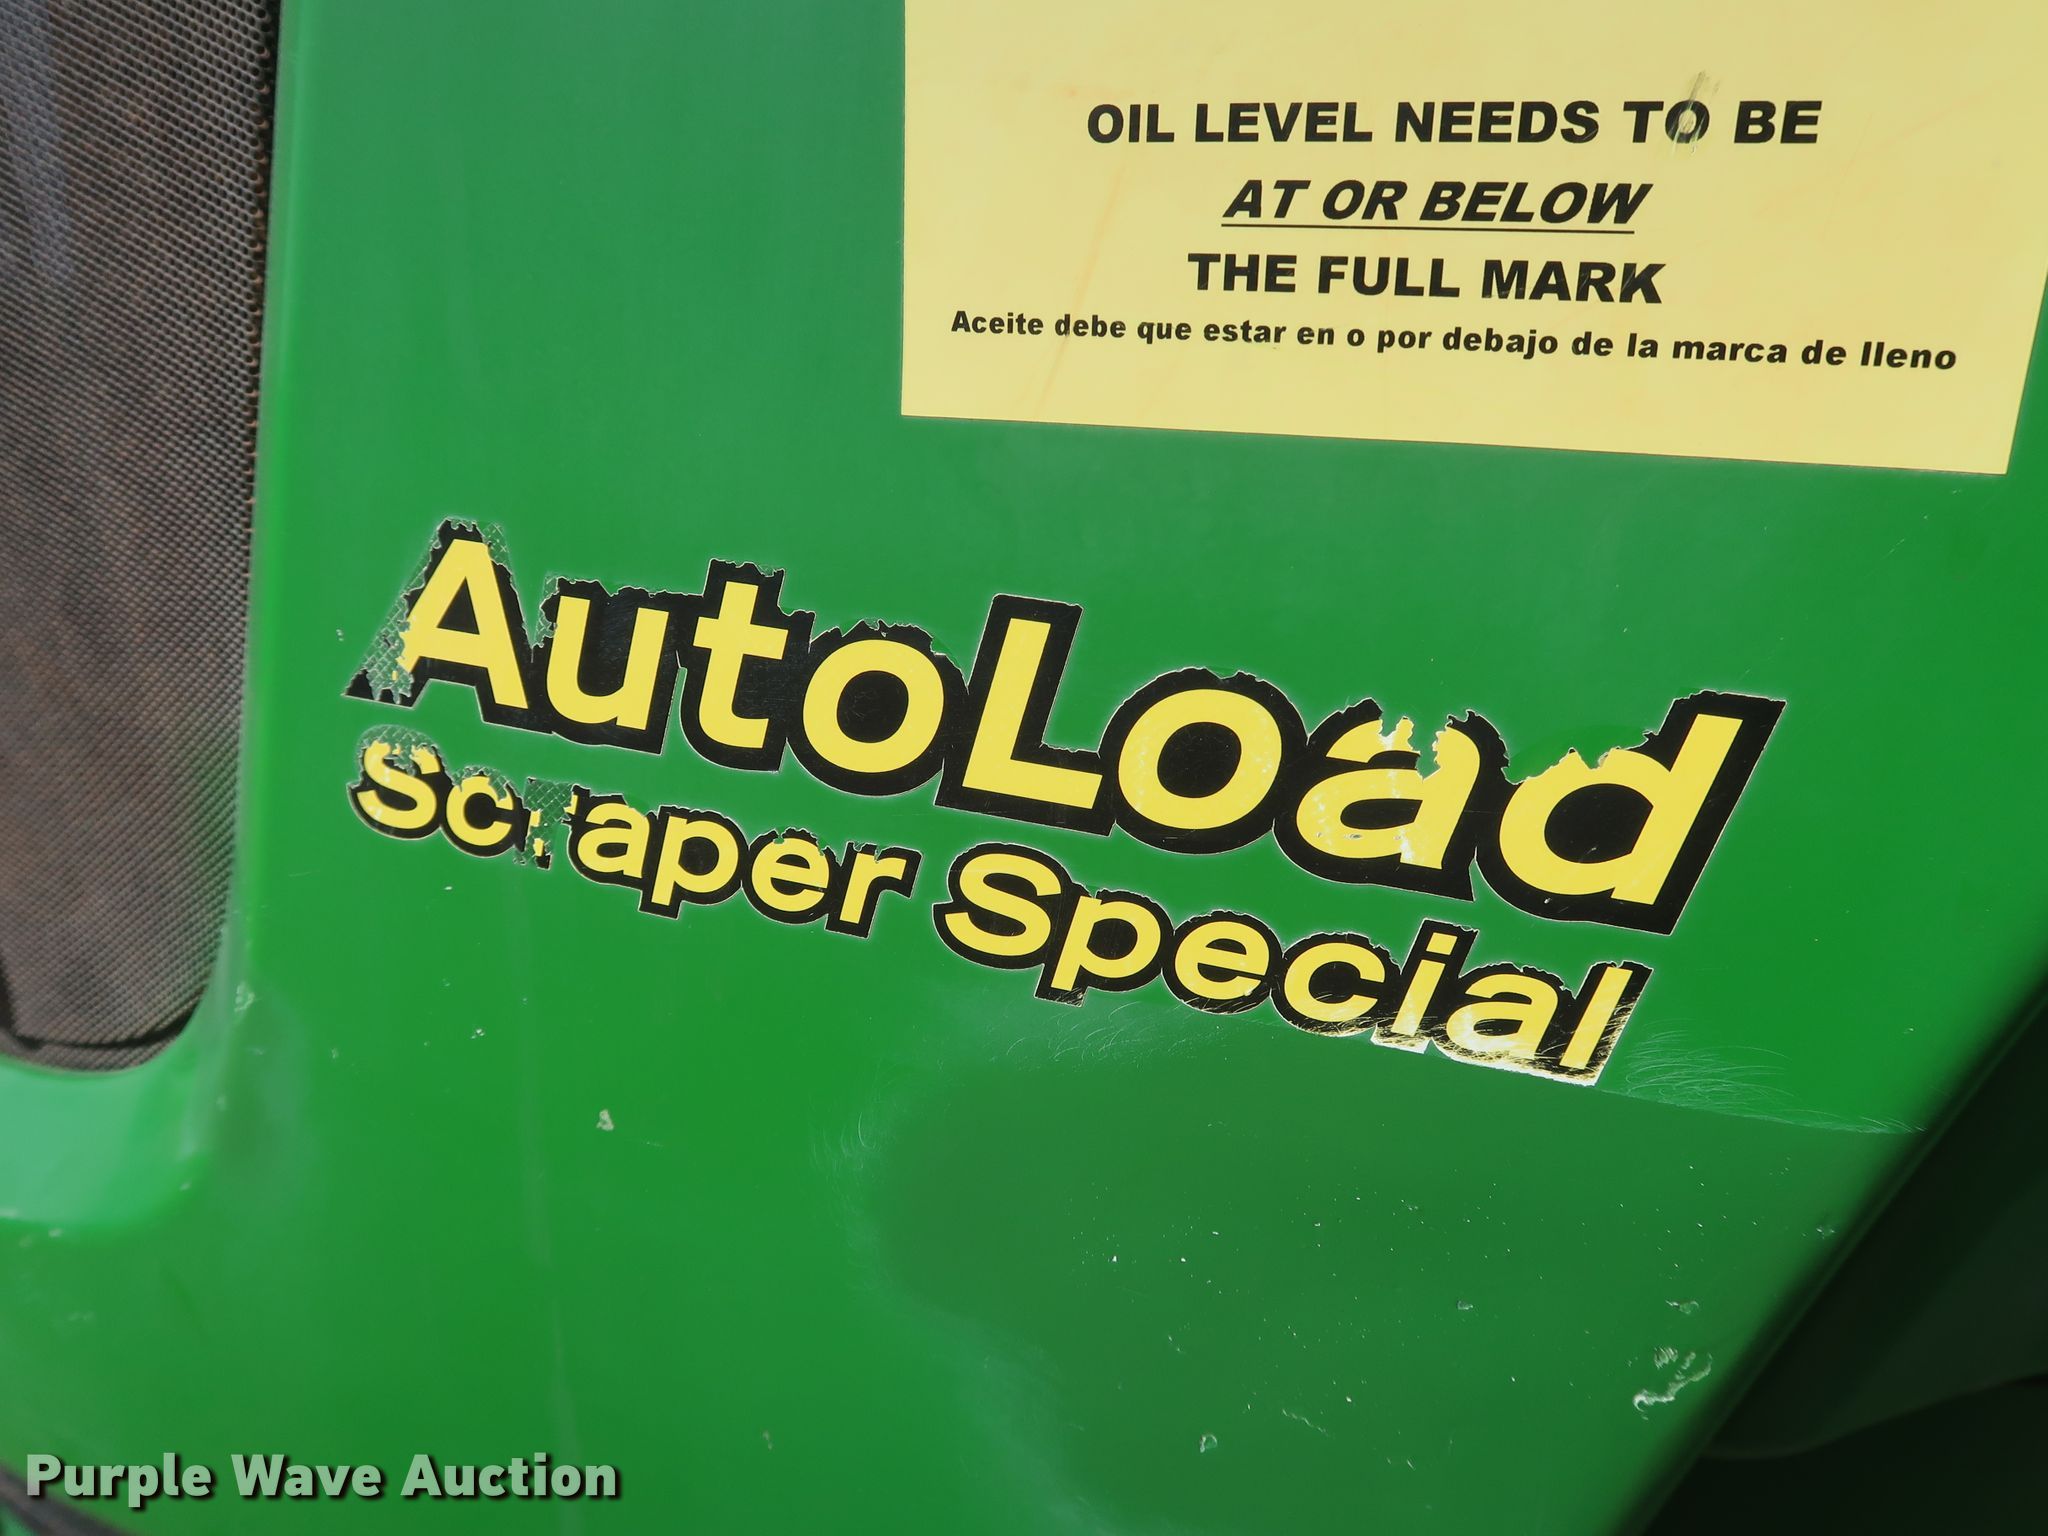 OIL LEVEL NEEDS TO BE
AT OR BELOW
THE FULL MARK
Aceite debe que estar en o por debajo de la marca de lleno
AutoLoad
Scraper Special
Purple Wave Auction